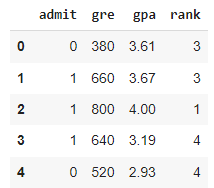 admit gre gpa rank
0 0 380 3.61 3
1 1 660 3.67 3
2 1 800 4.00 1
3 1 640 3.19 4
4 0 520 2.93 4